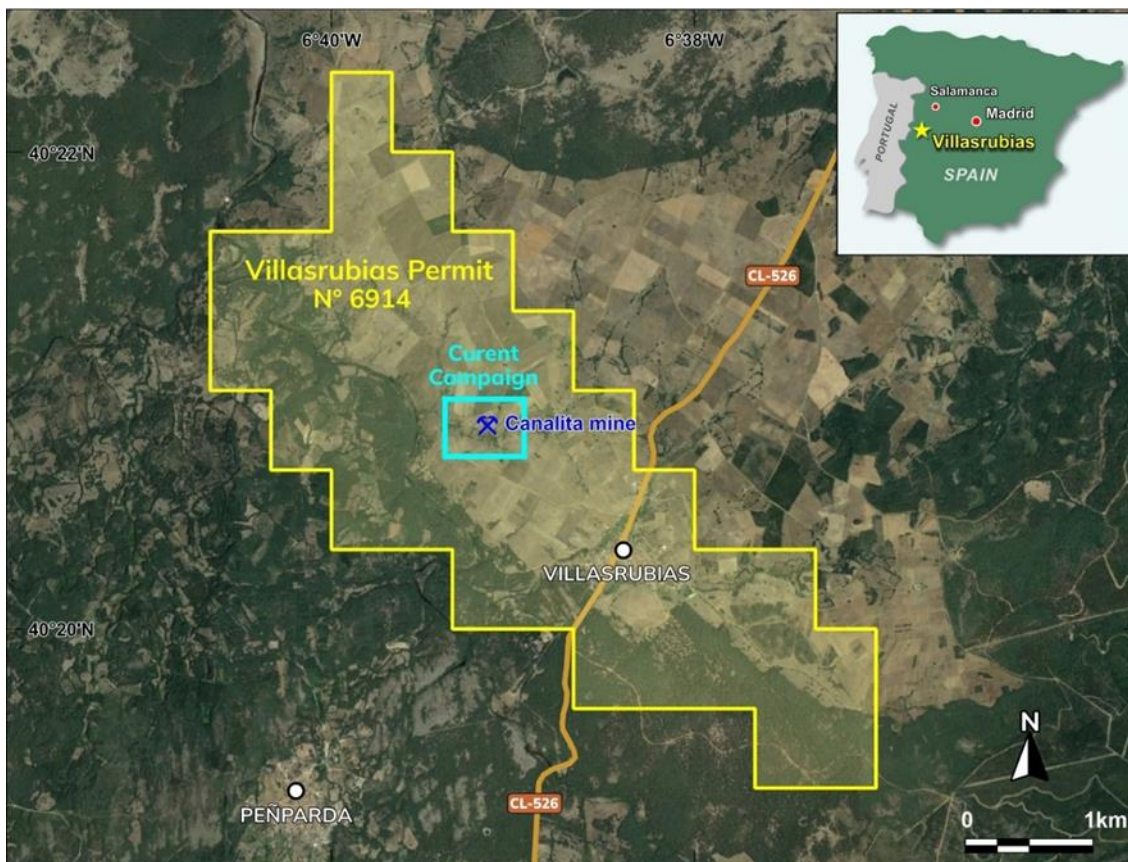 6°40'W
6°38'W
40°22'N
40°20'N
Villasrubias Permit
N° 6914
Curent
Campaign
Canalita mine
CL-526
VILLASRUBIAS
PEÑPARDA
CL-526
Salamanca
Madrid
Villasrubias
PORTUGAL
SPAIN
N
0 1km